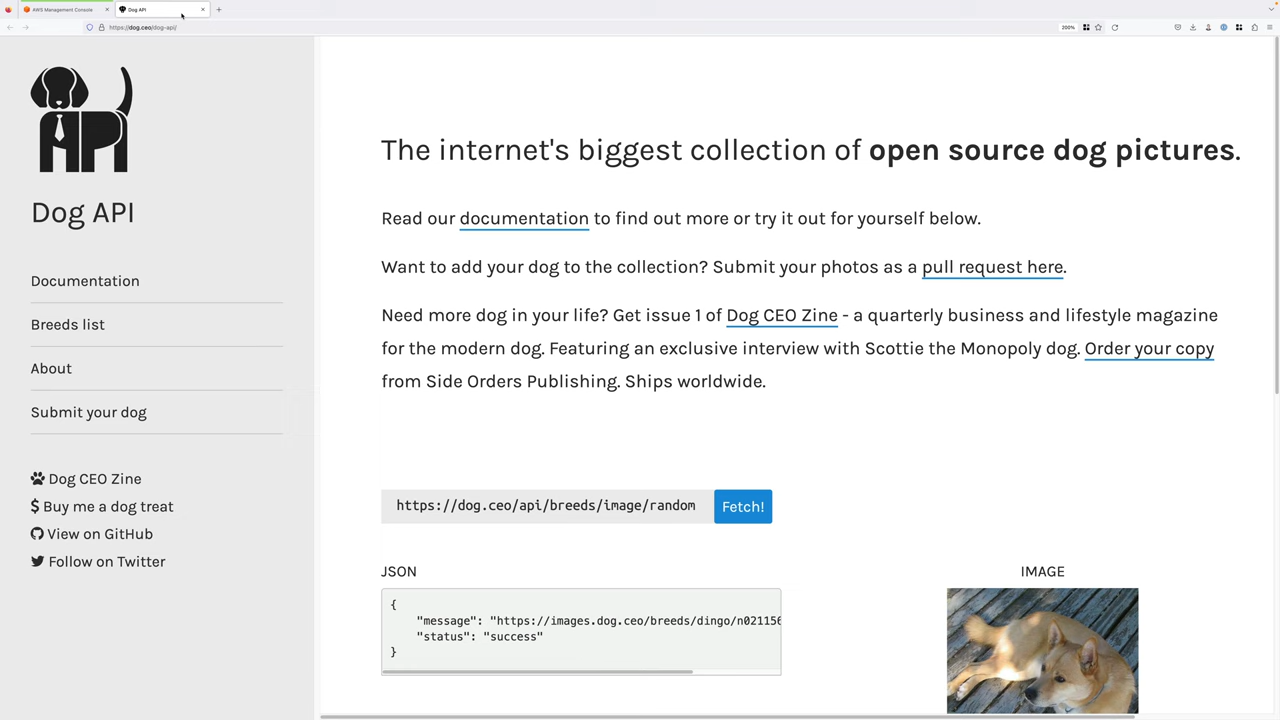 AWS Management Console
Dog API
https://dog.ceo/dog-api/
200%
API
Dog API
Documentation
Breeds list
About
Submit your dog
Dog CEO Zine
Buy me a dog treat
View on GitHub
Follow on Twitter
The internet's biggest collection of open source dog pictures.
Read our documentation to find out more or try it out for yourself below.
Want to add your dog to the collection? Submit your photos as a pull request here.
Need more dog in your life? Get issue 1 of Dog CEO Zine - a quarterly business and lifestyle magazine
for the modern dog. Featuring an exclusive interview with Scottie the Monopoly dog. Order your copy
from Side Orders Publishing. Ships worldwide.
https://dog.ceo/api/breeds/image/random Fetch!
JSON
{
"message": "https://images.dog.ceo/breeds/dingo/n021156
"status": "success"
}
IMAGE